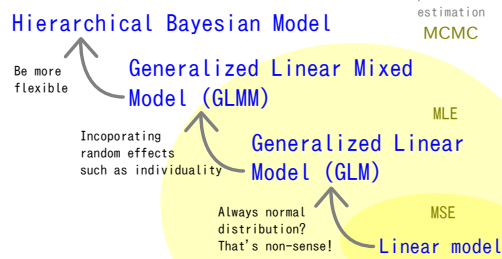 estimation
MCMC
Hierarchical Bayesian Model
Be more
flexible
Generalized Linear Mixed
Model (GLMM)
MLE
Incoporating
random effects
such as individuality
Generalized Linear
Model (GLM)
Always normal
distribution?
That's non-sense!
MSE
Linear model